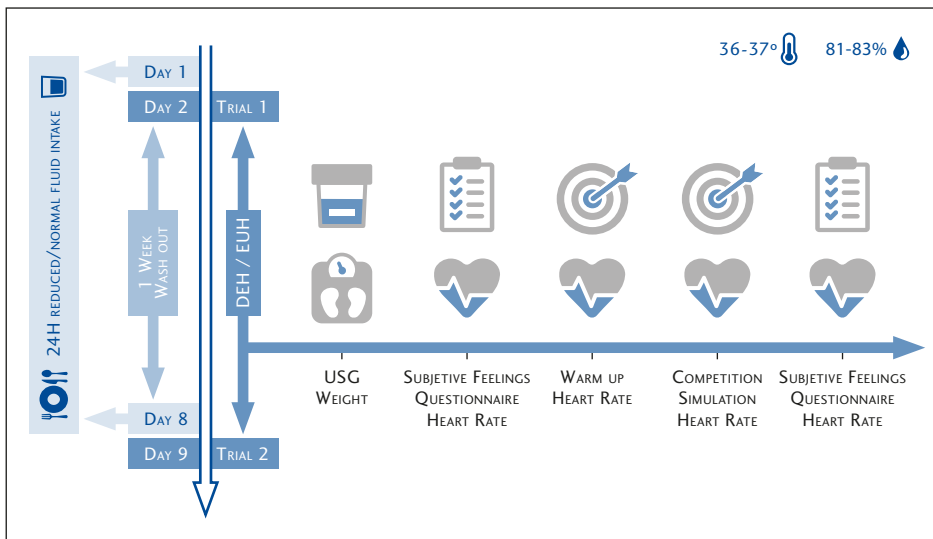 36-37º
81-83%
24H REDUCED/NORMAL FLUID INTAKE
DAY 1
DAY 2
TRIAL 1
1 WEEK
WASH OUT
DEH / EUH
DAY 8
DAY 9
TRIAL 2
USG
WEIGHT
SUBJETIVE FEELINGS
QUESTIONNAIRE
HEART RATE
WARM UP
HEART RATE
COMPETITION
SIMULATION
HEART RATE
SUBJETIVE FEELINGS
QUESTIONNAIRE
HEART RATE